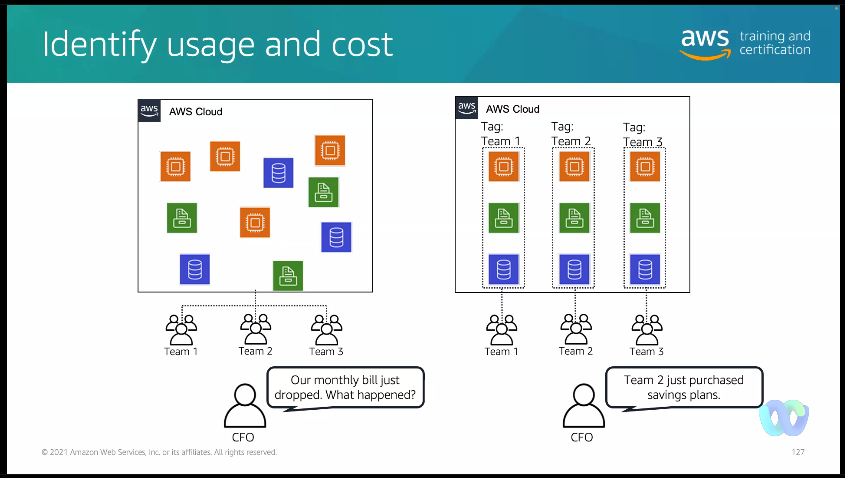 Identify usage and cost
aws training and
certification
aws
AWS Cloud
Team 1
Team 2
Team 3
Our monthly bill just
dropped. What happened?
CFO
aws
AWS Cloud
Tag:
Team 1
Tag:
Team 2
Tag:
Team 3
Team 1
Team 2
Team 3
Team 2 just purchased
savings plans.
CFO
© 2021 Amazon Web Services, Inc. or its affiliates. All rights reserved.
127